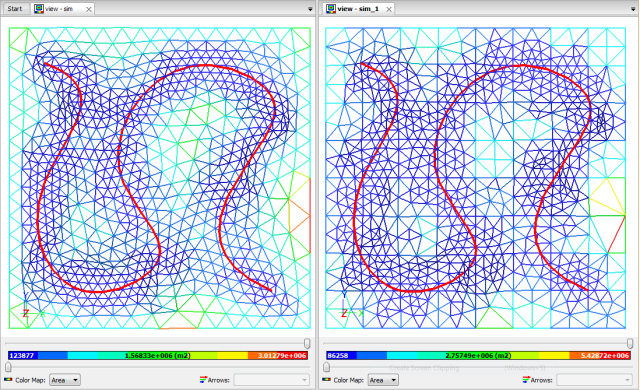 Start
view - sim
view - sim_1
Z
X
Y
Z
X
123877
1.56833e+006 (m2)
3.01279e+006
86258
2.75749e+006 (m2)
5.42872e+006
Color Map: Area
Arrows:
Color Map: Area
Arrows: